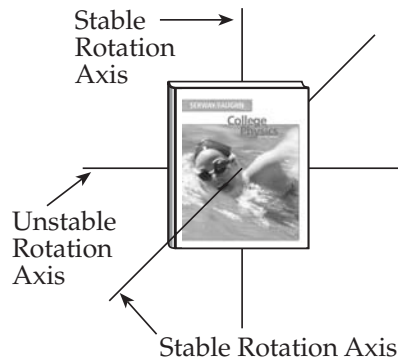 Stable
Rotation
Axis
SERWAY/FAUGHN
College
Physics
Unstable
Rotation
Axis
Stable Rotation Axis